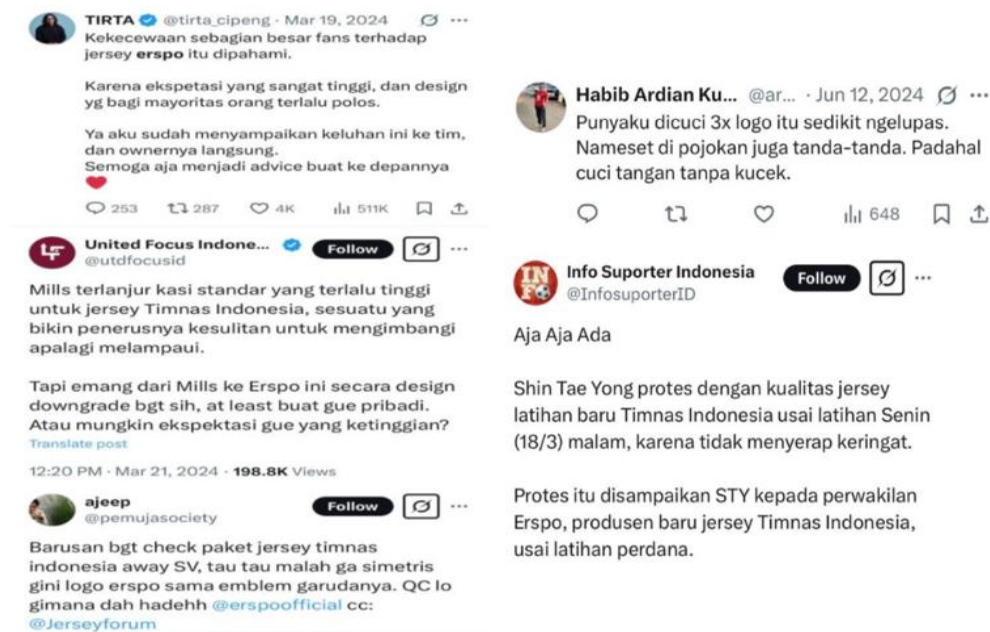 TIRTA @tirta_cipeng · Mar 19, 2024
Kekecewaan sebagian besar fans terhadap
jersey erspo itu dipahami.
Karena ekspetasi yang sangat tinggi, dan design
yg bagi mayoritas orang terlalu polos.
Ya aku sudah menyampaikan keluhan ini ke tim,
dan ownernya langsung.
Semoga aja menjadi advice buat ke depannya
253 287 4K 511K
United Focus Indone... Follow
@utdfocusid
Mills terlanjur kasi standar yang terlalu tinggi
untuk jersey Timnas Indonesia, sesuatu yang
bikin penerusnya kesulitan untuk mengimbangi
apalagi melampaui.
Tapi emang dari Mills ke Erspo ini secara design
downgrade bgt sih, at least buat gue pribadi.
Atau mungkin ekspektasi gue yang ketinggian?
Translate post
12:20 PM · Mar 21, 2024 · 198.8K Views
ajeep Follow
@pemujasociety
Barusan bgt check paket jersey timnas
indonesia away SV, tau tau malah ga simetris
gini logo erspo sama emblem garudanya. QC lo
gimana dah hadehh @erspoofficial cc:
@Jerseyforum
Habib Ardian Ku... @ar... · Jun 12, 2024
Punyaku dicuci 3x logo itu sedikit ngelupas.
Nameset di pojokan juga tanda-tanda. Padahal
cuci tangan tanpa kucek.
648
INFO
Info Suporter Indonesia Follow
@InfosuporterID
Aja Aja Ada
Shin Tae Yong protes dengan kualitas jersey
latihan baru Timnas Indonesia usai latihan Senin
(18/3) malam, karena tidak menyerap keringat.
Protes itu disampaikan STY kepada perwakilan
Erspo, produsen baru jersey Timnas Indonesia,
usai latihan perdana.